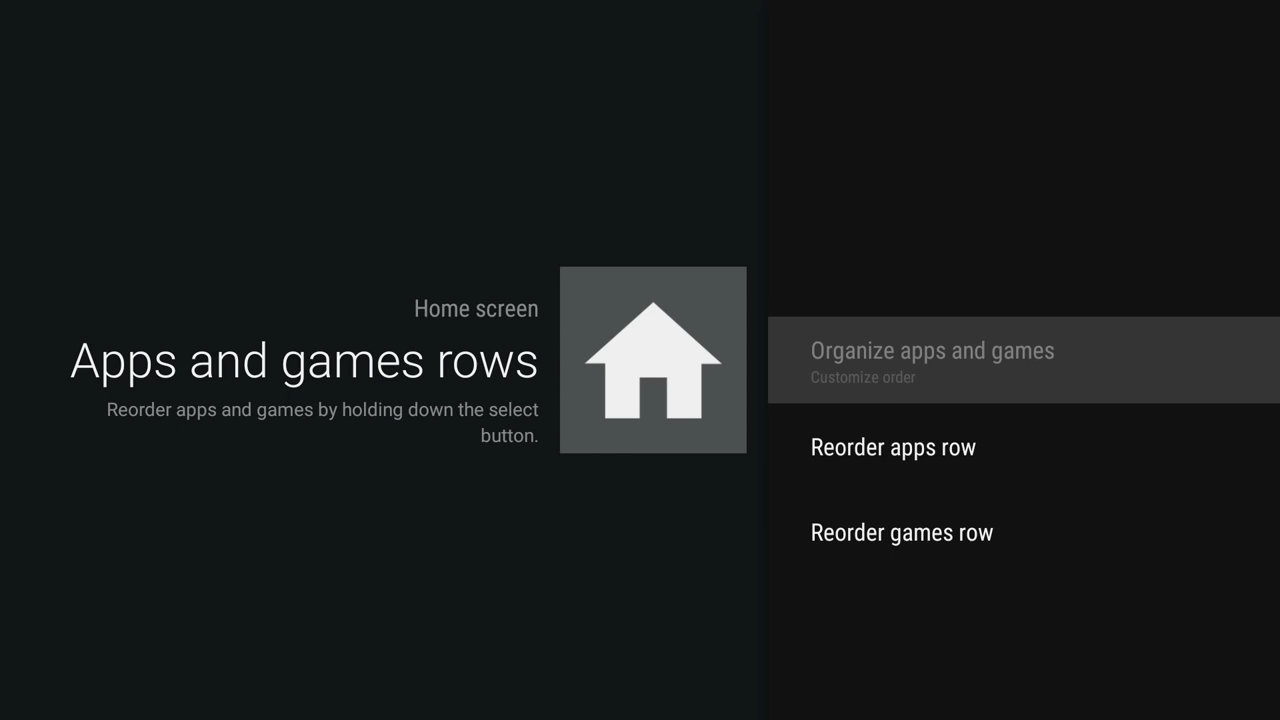 Home screen
Apps and games rows
Reorder apps and games by holding down the select
button.
Organize apps and games
Customize order
Reorder apps row
Reorder games row